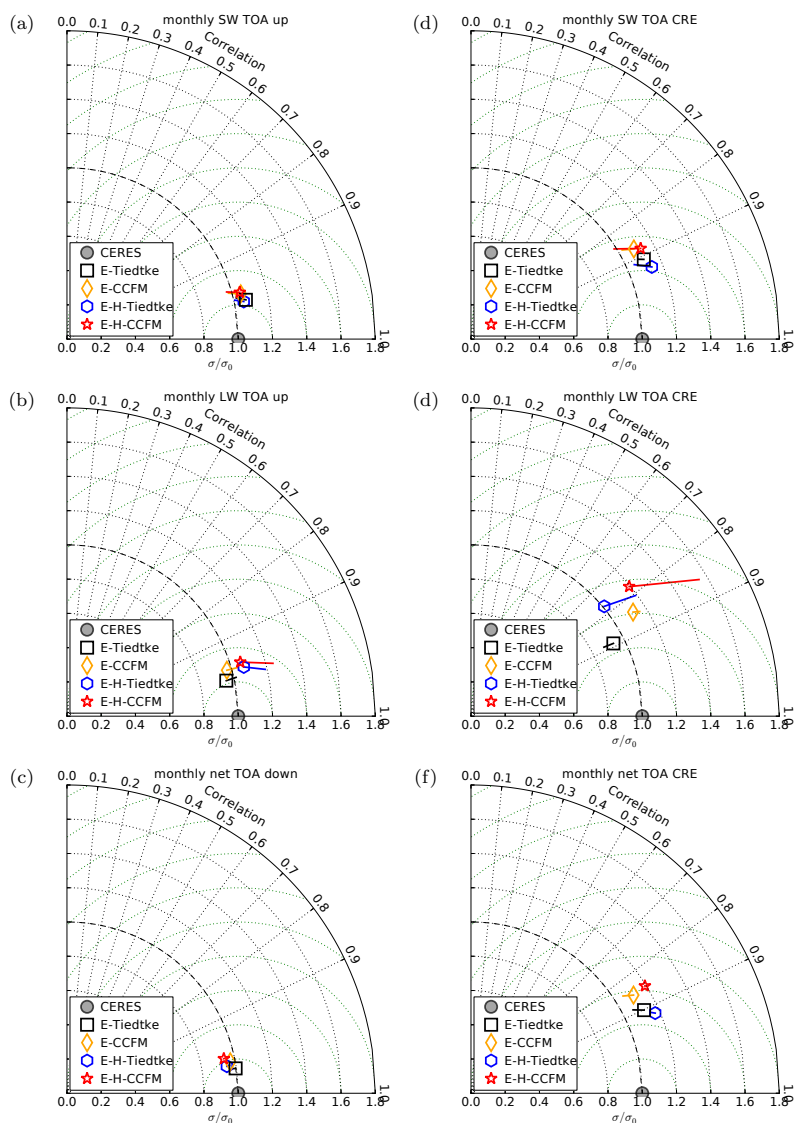 (a)
monthly SW TOA up
0.0 0.1 0.2 0.3 0.4 0.5 0.6 0.7 0.8 0.9 1.0
Correlation
CERES
E-Tiedtke
E-CCFM
E-H-Tiedtke
E-H-CCFM
0.0 0.2 0.4 0.6 0.8 1.0 1.2 1.4 1.6 1.8
σ/σ0
(d)
monthly SW TOA CRE
0.0 0.1 0.2 0.3 0.4 0.5 0.6 0.7 0.8 0.9 1.0
Correlation
CERES
E-Tiedtke
E-CCFM
E-H-Tiedtke
E-H-CCFM
0.0 0.2 0.4 0.6 0.8 1.0 1.2 1.4 1.6 1.8
σ/σ0
(b)
monthly LW TOA up
0.0 0.1 0.2 0.3 0.4 0.5 0.6 0.7 0.8 0.9 1.0
Correlation
CERES
E-Tiedtke
E-CCFM
E-H-Tiedtke
E-H-CCFM
0.0 0.2 0.4 0.6 0.8 1.0 1.2 1.4 1.6 1.8
σ/σ0
(d)
monthly LW TOA CRE
0.0 0.1 0.2 0.3 0.4 0.5 0.6 0.7 0.8 0.9 1.0
Correlation
CERES
E-Tiedtke
E-CCFM
E-H-Tiedtke
E-H-CCFM
0.0 0.2 0.4 0.6 0.8 1.0 1.2 1.4 1.6 1.8
σ/σ0
(c)
monthly net TOA down
0.0 0.1 0.2 0.3 0.4 0.5 0.6 0.7 0.8 0.9 1.0
Correlation
CERES
E-Tiedtke
E-CCFM
E-H-Tiedtke
E-H-CCFM
0.0 0.2 0.4 0.6 0.8 1.0 1.2 1.4 1.6 1.8
σ/σ0
(f)
monthly net TOA CRE
0.0 0.1 0.2 0.3 0.4 0.5 0.6 0.7 0.8 0.9 1.0
Correlation
CERES
E-Tiedtke
E-CCFM
E-H-Tiedtke
E-H-CCFM
0.0 0.2 0.4 0.6 0.8 1.0 1.2 1.4 1.6 1.8
σ/σ0